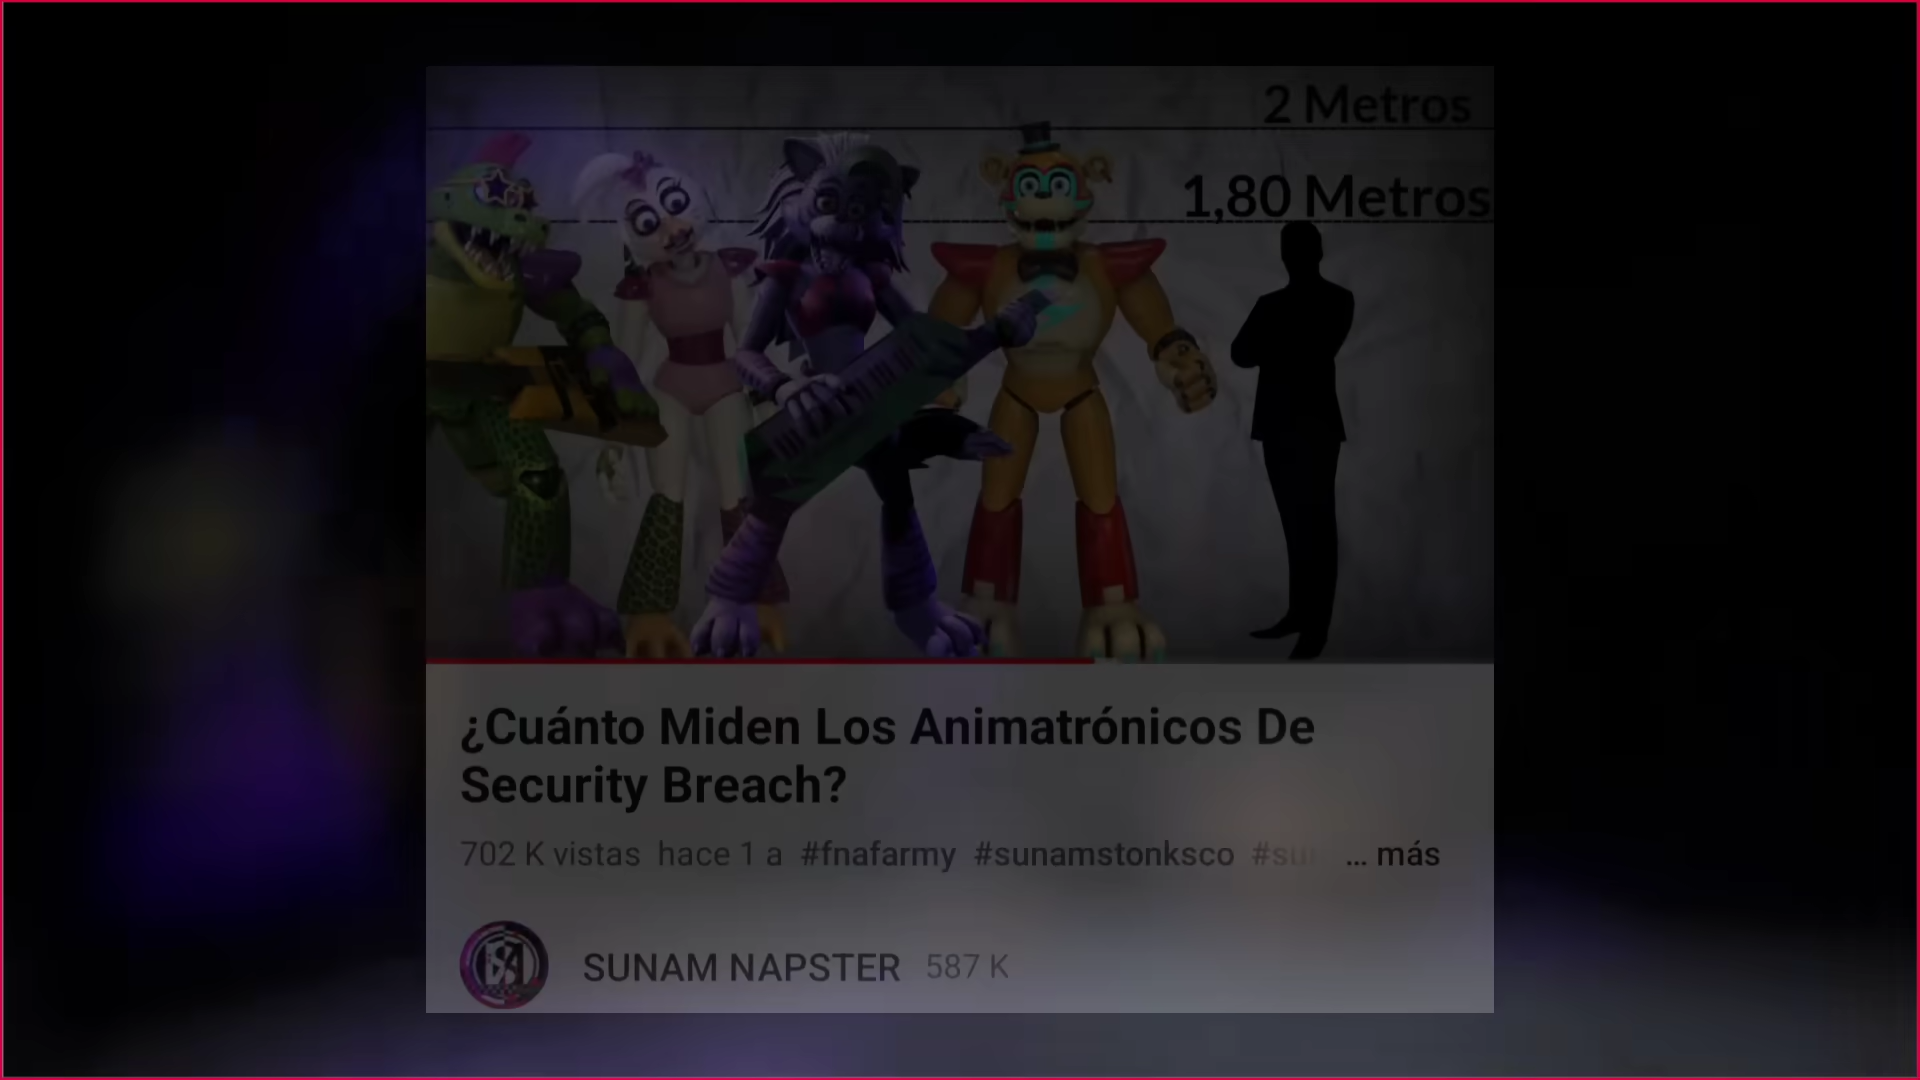 2 Metros
1,80 Metros
¿Cuánto Miden Los Animatrónicos De
Security Breach?
702 K vistas hace 1 a #fnafarmy #sunamstonksco ... más
SUNAM NAPSTER 587 K